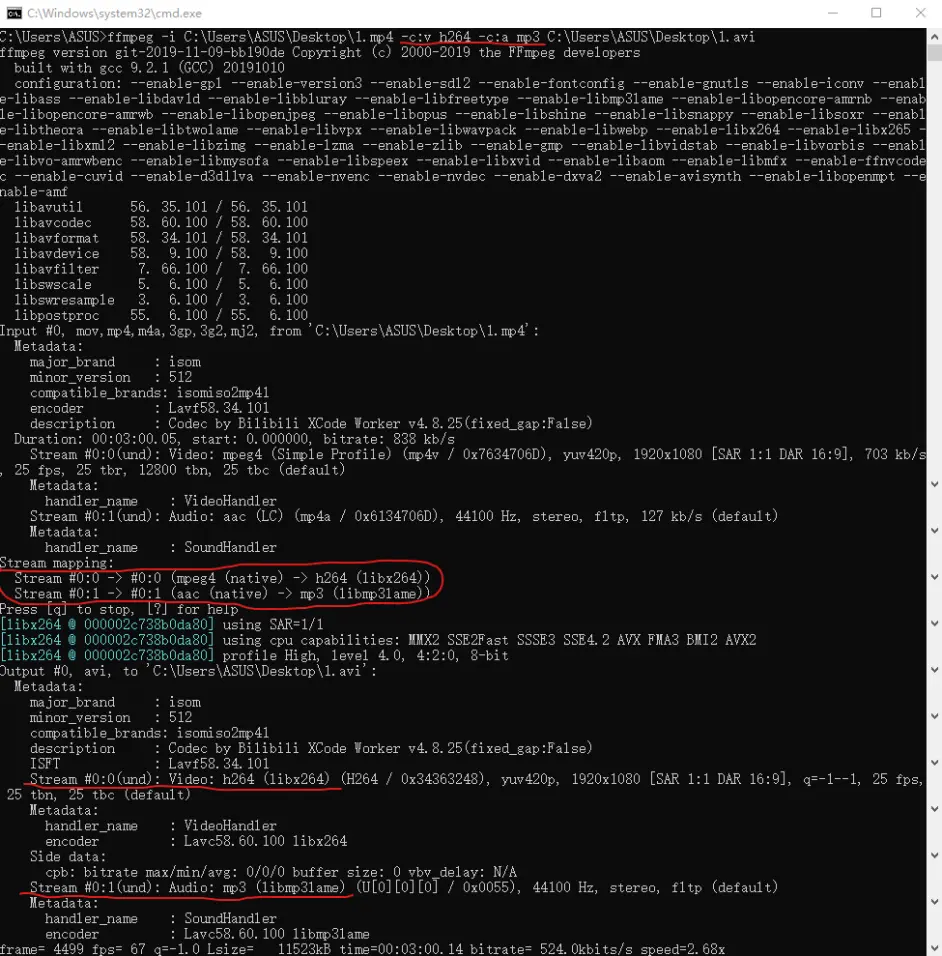 C:\Windows\system32\cmd.exe
C:\Users\ASUS>ffmpeg -i C:\Users\ASUS\Desktop\1.mp4 -c:v h264 -c:a mp3 C:\Users\ASUS\Desktop\1.avi
ffmpeg version git-2019-11-09-bb190de Copyright (c) 2000-2019 the FFmpeg developers
  built with gcc 9.2.1 (GCC) 20191010
  configuration: --enable-gpl --enable-version3 --enable-sdl2 --enable-fontconfig --enable-gnutls --enable-iconv --enabl
e-libass --enable-libdav1d --enable-libbluray --enable-libfreetype --enable-libmp3lame --enable-libopencore-amrnb --enab
le-libopencore-amrwb --enable-libopenjpeg --enable-libopus --enable-libshine --enable-libsnappy --enable-libsoxr --enabl
e-libtheora --enable-libtwolame --enable-libvpx --enable-libwavpack --enable-libwebp --enable-libx264 --enable-libx265 -
-enable-libxml2 --enable-libzimg --enable-lzma --enable-zlib --enable-gmp --enable-libvidstab --enable-libvorbis --enabl
e-libvo-amrwbenc --enable-libmysofa --enable-libspeex --enable-libxvid --enable-libaom --enable-libmfx --enable-ffnvcode
c --enable-cuvid --enable-d3d11va --enable-nvenc --enable-nvdec --enable-dxva2 --enable-avisynth --enable-libopenmpt --e
nable-amf
  libavutil      56. 35.101 / 56. 35.101
  libavcodec     58. 60.100 / 58. 60.100
  libavformat    58. 34.101 / 58. 34.101
  libavdevice    58.  9.100 / 58.  9.100
  libavfilter     7. 66.100 /  7. 66.100
  libswscale      5.  6.100 /  5.  6.100
  libswresample   3.  6.100 /  3.  6.100
  libpostproc    55.  6.100 / 55.  6.100
Input #0, mov,mp4,m4a,3gp,3g2,mj2, from 'C:\Users\ASUS\Desktop\1.mp4':
  Metadata:
    major_brand     : isom
    minor_version   : 512
    compatible_brands: isomiso2mp41
    encoder         : Lavf58.34.101
    description     : Codec by Bilibili XCode Worker v4.8.25(fixed_gap:False)
  Duration: 00:03:00.05, start: 0.000000, bitrate: 838 kb/s
    Stream #0:0(und): Video: mpeg4 (Simple Profile) (mp4v / 0x7634706D), yuv420p, 1920x1080 [SAR 1:1 DAR 16:9], 703 kb/s
, 25 fps, 25 tbr, 12800 tbn, 25 tbc (default)
    Metadata:
      handler_name    : VideoHandler
    Stream #0:1(und): Audio: aac (LC) (mp4a / 0x6134706D), 44100 Hz, stereo, fltp, 127 kb/s (default)
    Metadata:
      handler_name    : SoundHandler
Stream mapping:
  Stream #0:0 -> #0:0 (mpeg4 (native) -> h264 (libx264))
  Stream #0:1 -> #0:1 (aac (native) -> mp3 (libmp3lame))
Press [q] to stop, [?] for help
[libx264 @ 000002c738b0da80] using SAR=1/1
[libx264 @ 000002c738b0da80] using cpu capabilities: MMX2 SSE2Fast SSSE3 SSE4.2 AVX FMA3 BMI2 AVX2
[libx264 @ 000002c738b0da80] profile High, level 4.0, 4:2:0, 8-bit
Output #0, avi, to 'C:\Users\ASUS\Desktop\1.avi':
  Metadata:
    major_brand     : isom
    minor_version   : 512
    compatible_brands: isomiso2mp41
    description     : Codec by Bilibili XCode Worker v4.8.25(fixed_gap:False)
    ISFT            : Lavf58.34.101
    Stream #0:0(und): Video: h264 (libx264) (H264 / 0x34363248), yuv420p, 1920x1080 [SAR 1:1 DAR 16:9], q=-1--1, 25 fps,
 25 tbn, 25 tbc (default)
    Metadata:
      handler_name    : VideoHandler
      encoder         : Lavc58.60.100 libx264
    Side data:
      cpb: bitrate max/min/avg: 0/0/0 buffer size: 0 vbv_delay: N/A
    Stream #0:1(und): Audio: mp3 (libmp3lame) (U[0][0][0] / 0x0055), 44100 Hz, stereo, fltp (default)
    Metadata:
      handler_name    : SoundHandler
      encoder         : Lavc58.60.100 libmp3lame
frame= 4499 fps= 67 q=-1.0 Lsize=   11523kB time=00:03:00.14 bitrate= 524.0kbits/s speed=2.68x